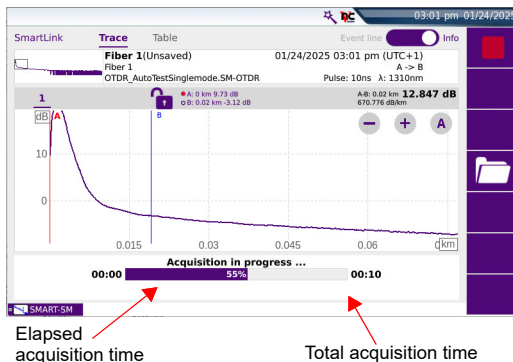 03:01 pm 01/24/2025
SmartLink Trace Table Event line Info
Fiber 1(Unsaved) 01/24/2025 03:01 pm (UTC+1)
Fiber 1 A -> B
OTDR_AutoTestSinglemode.SM-OTDR Pulse: 10ns λ: 1310nm
1 A: 0 km 9.73 dB A-B: 0.02 km 12.847 dB
B: 0.02 km -3.12 dB 670.776 dB/km
dB A B − + A
10
0
0.015 0.03 0.045 0.06 km
Acquisition in progress ...
00:00 55% 00:10
SMART-SM
Elapsed
acquisition time Total acquisition time